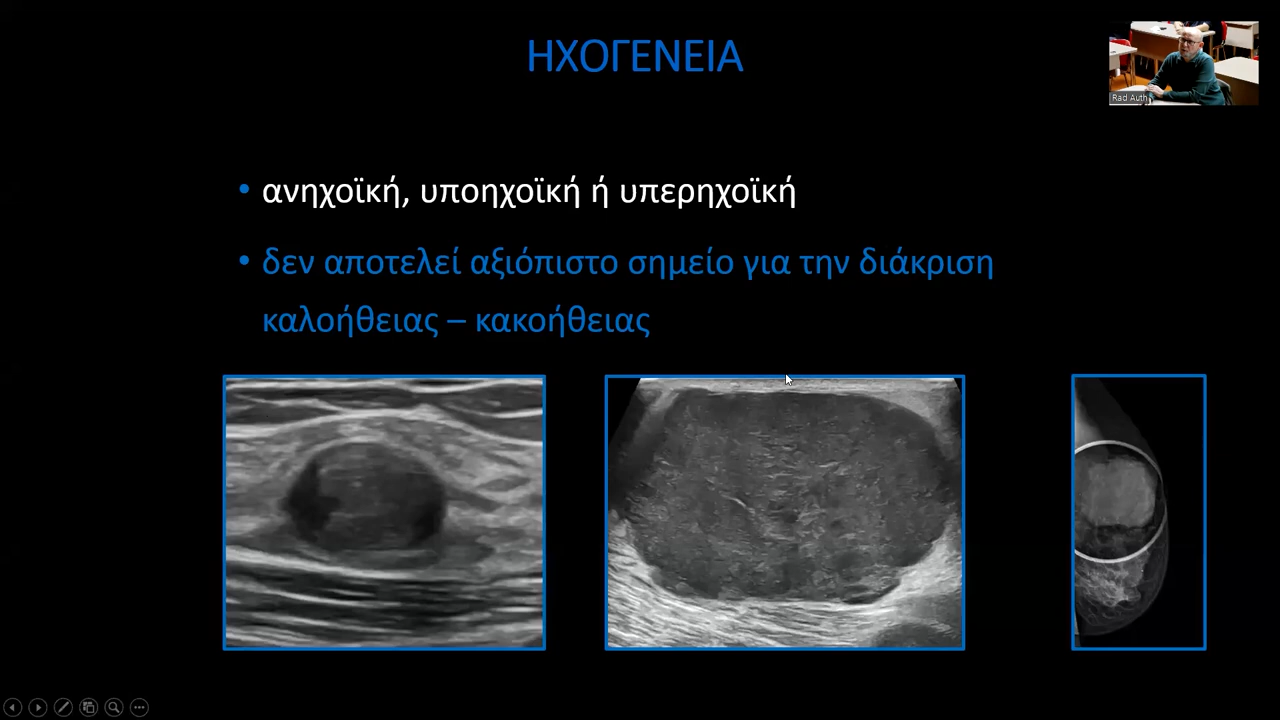 ΗΧΟΓΕΝΕΙΑ
Rad Auth
• ανηχοϊκή, υποηχοϊκή ή υπερηχοϊκή
• δεν αποτελεί αξιόπιστο σημείο για την διάκριση
καλοήθειας – κακοήθειας